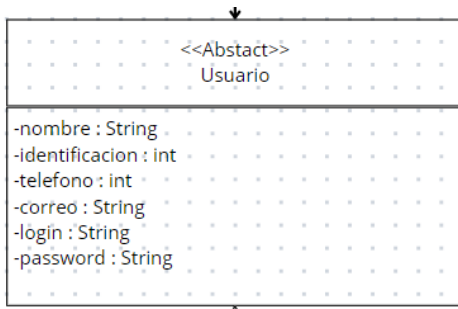 <<Abstact>>
Usuario
-nombre : String
-identificacion : int
-telefono : int
-correo : String
-login : String
-password : String